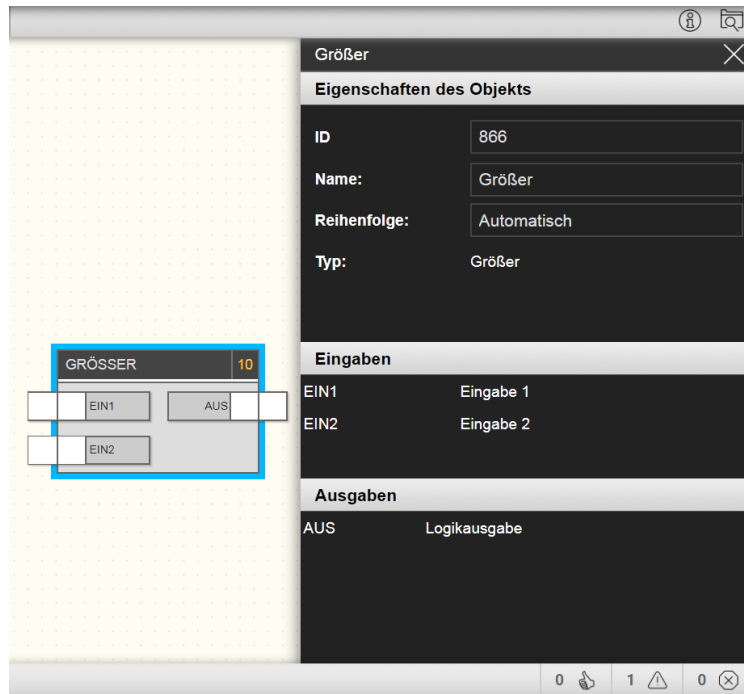 Größer
Eigenschaften des Objekts
ID 866
Name: Größer
Reihenfolge: Automatisch
Typ: Größer
GRÖSSER 10
EIN1 AUS
EIN2
Eingaben
EIN1 Eingabe 1
EIN2 Eingabe 2
Ausgaben
AUS Logikausgabe
0 1 0